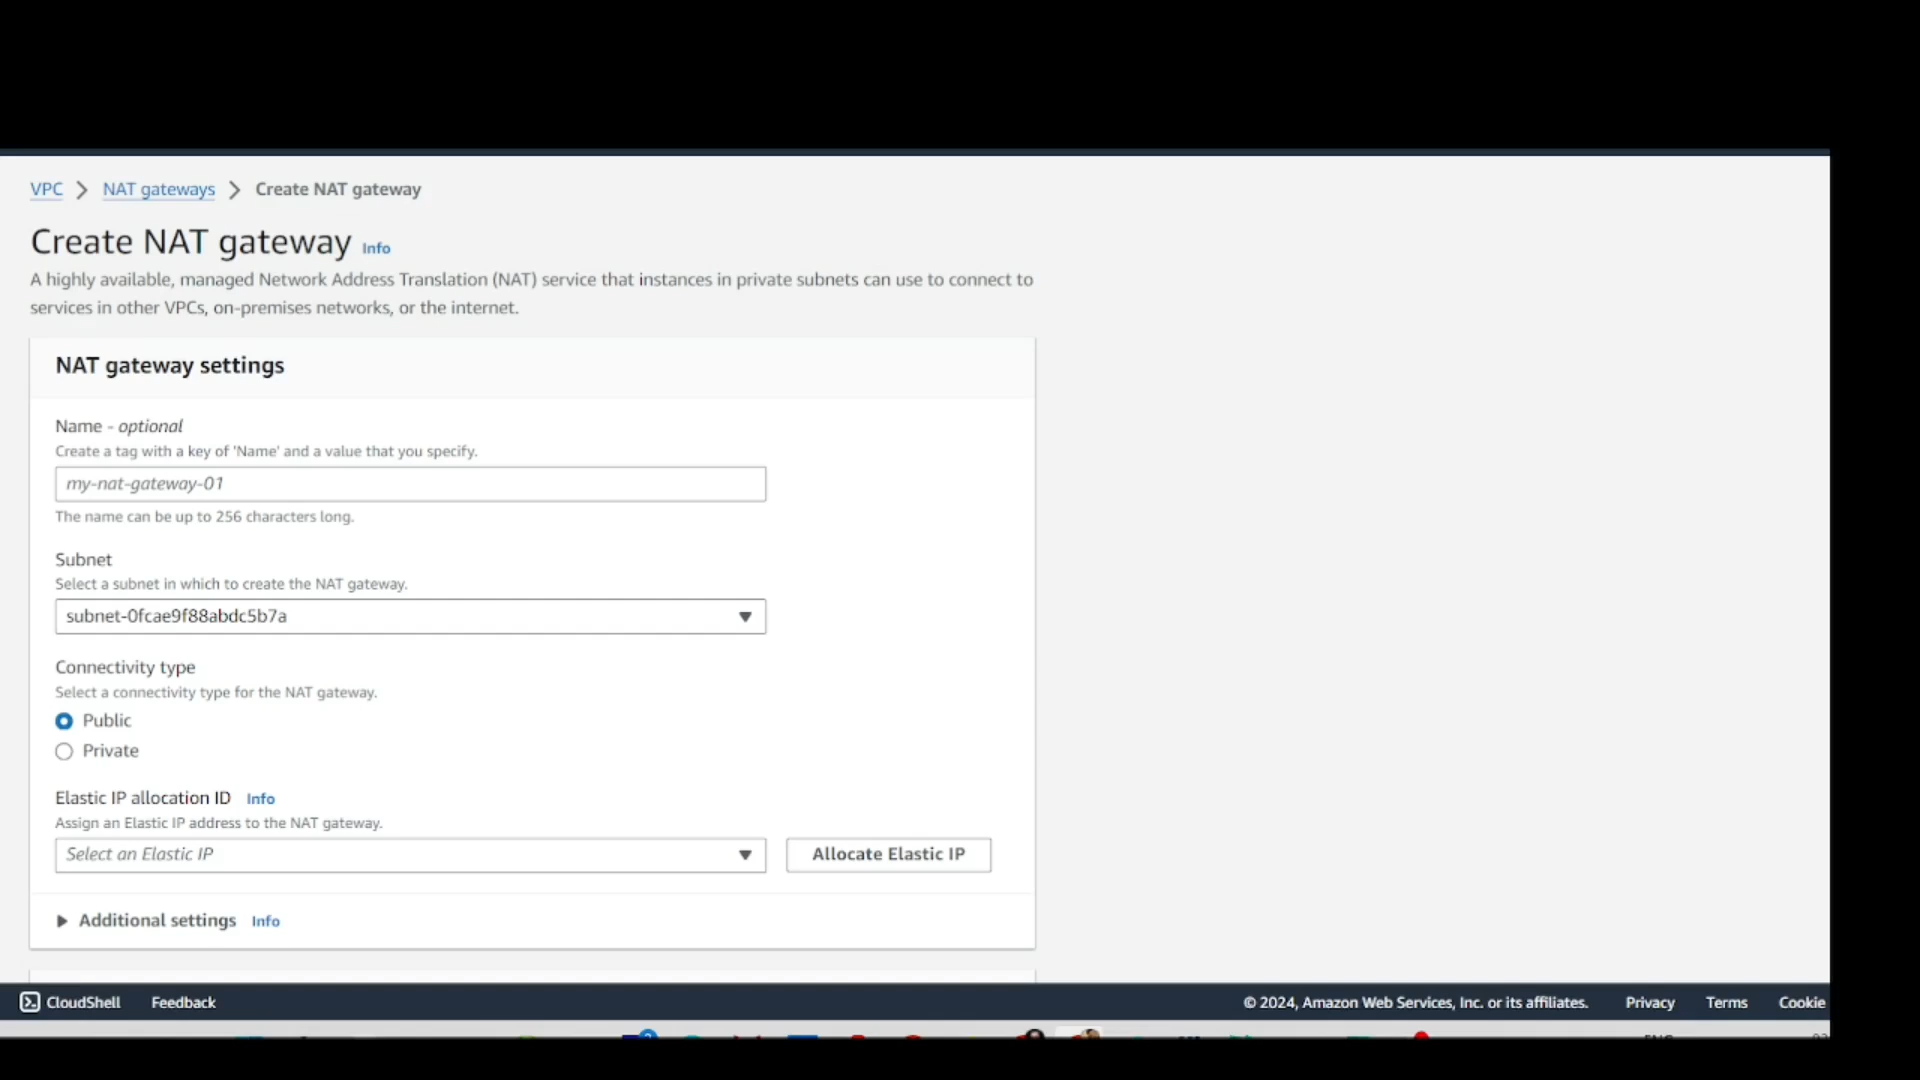 VPC > NAT gateways > Create NAT gateway
Create NAT gateway Info
A highly available, managed Network Address Translation (NAT) service that instances in private subnets can use to connect to
services in other VPCs, on-premises networks, or the internet.
NAT gateway settings
Name - optional
Create a tag with a key of 'Name' and a value that you specify.
my-nat-gateway-01
The name can be up to 256 characters long.
Subnet
Select a subnet in which to create the NAT gateway.
subnet-0fcae9f88abdc5b7a
Connectivity type
Select a connectivity type for the NAT gateway.
Public
Private
Elastic IP allocation ID Info
Assign an Elastic IP address to the NAT gateway.
Select an Elastic IP
Allocate Elastic IP
Additional settings Info
CloudShell Feedback © 2024, Amazon Web Services, Inc. or its affiliates. Privacy Terms Cookie